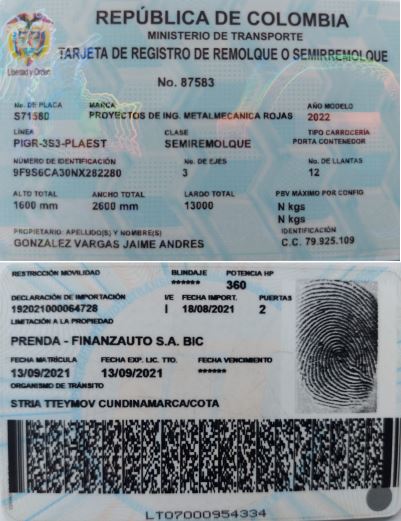 REPÚBLICA DE COLOMBIA
MINISTERIO DE TRANSPORTE
TARJETA DE REGISTRO DE REMOLQUE O SEMIRREMOLQUE
Libertad y Orden
No. 87583
No. DE PLACA MARCA AÑO MODELO
S71580 PROYECTOS DE ING. METALMECANICA ROJAS 2022
LÍNEA CLASE TIPO CARROCERÍA
PIGR-3S3-PLAEST SEMIREMOLQUE PORTA CONTENEDOR
NÚMERO DE IDENTIFICACIÓN No. DE EJES No. DE LLANTAS
9F9S6CA30NX282280 3 12
ALTO TOTAL ANCHO TOTAL LARDO TOTAL PBV MÁXIMO POR CONFIG
1600 mm 2600 mm 13000 N kgs
N kgs
PROPIETARIO: APELLIDO(S) Y NOMBRE(S) IDENTIFICACIÓN
GONZALEZ VARGAS JAIME ANDRES C.C. 79.925.109
RESTRICCIÓN MOVILIDAD BLINDAJE POTENCIA HP
****** 360
DECLARACIÓN DE IMPORTACIÓN I/E FECHA IMPORT. PUERTAS
192021000064728 I 18/08/2021 2
LIMITACIÓN A LA PROPIEDAD
PRENDA - FINANZAUTO S.A. BIC
FECHA MATRÍCULA FECHA EXP. LIC. TTO. FECHA VENCIMIENTO
13/09/2021 13/09/2021 ******
ORGANISMO DE TRÁNSITO
STRIA TTEYMOV CUNDINAMARCA/COTA
LT07000954334